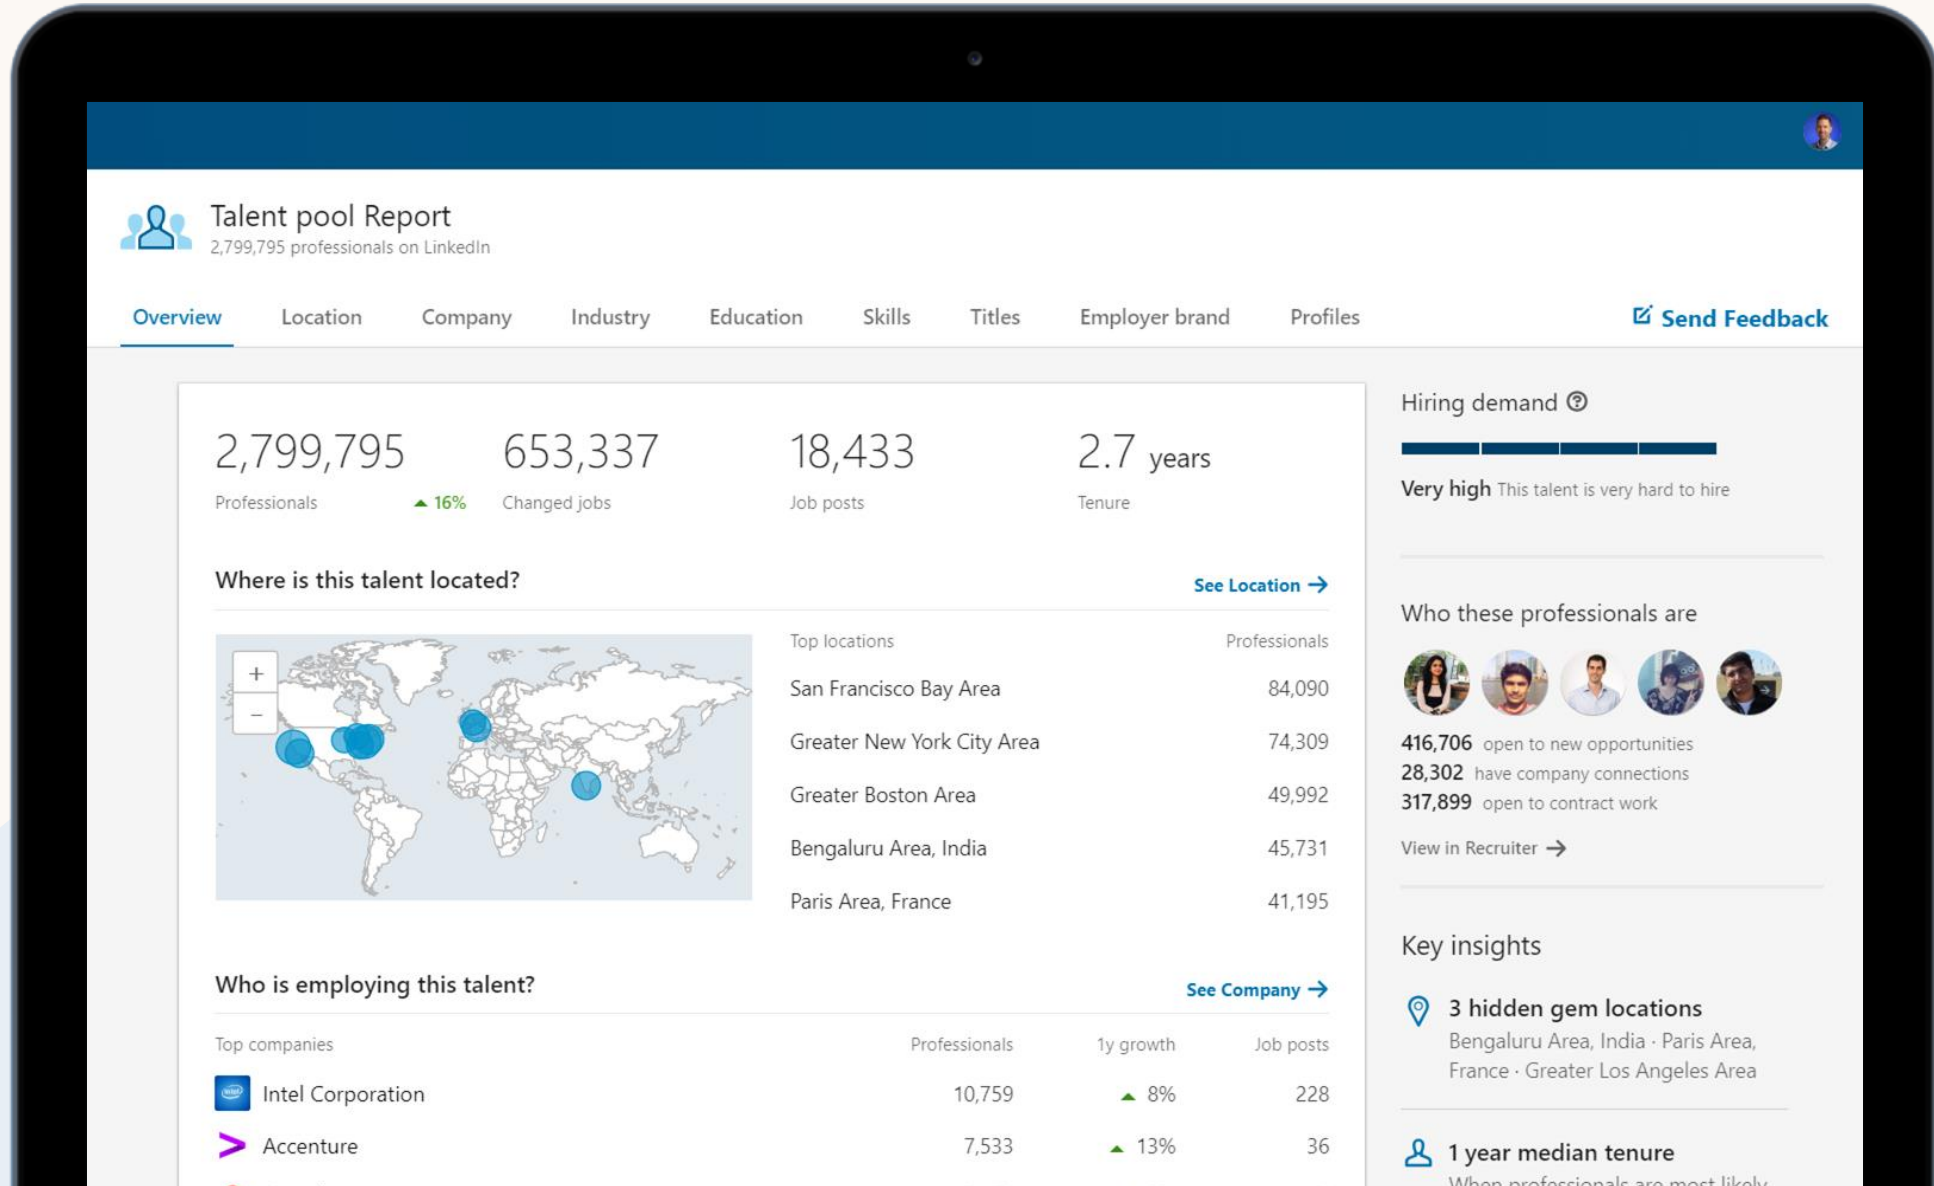 Talent pool Report
2,799,795 professionals on LinkedIn
Overview Location Company Industry Education Skills Titles Employer brand Profiles Send Feedback
2,799,795 653,337 18,433 2.7 years
Professionals 16% Changed jobs Job posts Tenure
Where is this talent located? See Location
+
−
Top locations Professionals
San Francisco Bay Area 84,090
Greater New York City Area 74,309
Greater Boston Area 49,992
Bengaluru Area, India 45,731
Paris Area, France 41,195
Who is employing this talent? See Company
Top companies Professionals 1y growth Job posts
Intel Corporation 10,759 8% 228
Accenture 7,533 13% 36
Hiring demand ?
Very high This talent is very hard to hire
Who these professionals are
416,706 open to new opportunities
28,302 have company connections
317,899 open to contract work
View in Recruiter
Key insights
3 hidden gem locations
Bengaluru Area, India · Paris Area,
France · Greater Los Angeles Area
1 year median tenure
When professionals are most likely